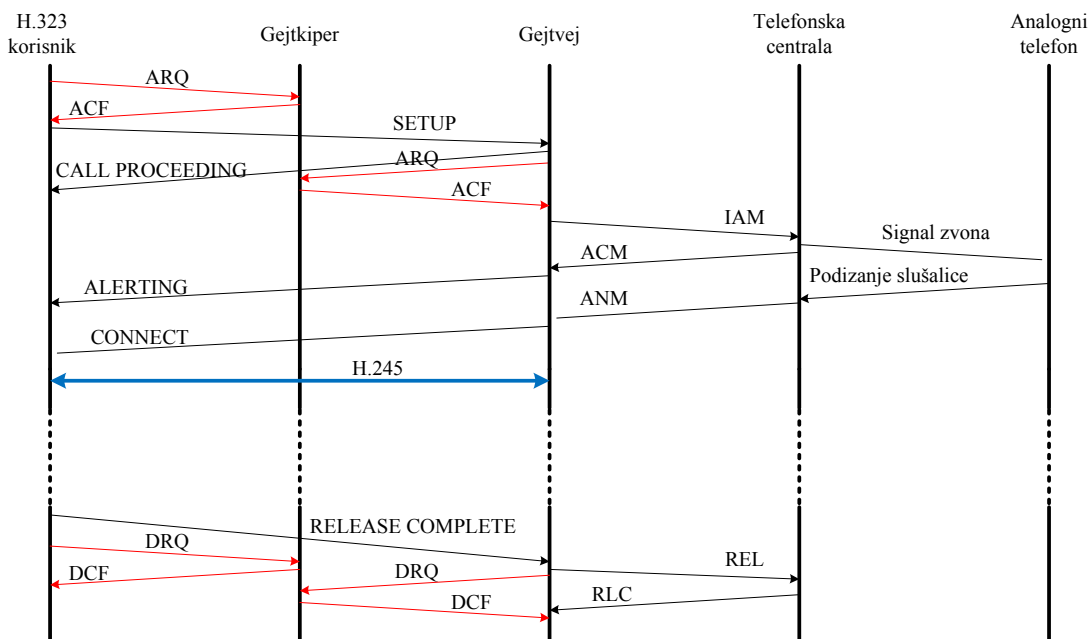 H.323
korisnik
Gejtkiper
Gejtvej
Telefonska
centrala
Analogni
telefon
ARQ
ACF
SETUP
ARQ
CALL PROCEEDING
ACF
IAM
Signal zvona
ACM
Podizanje slušalice
ALERTING
ANM
CONNECT
H.245
RELEASE COMPLETE
DRQ
REL
DCF
DRQ
RLC
DCF